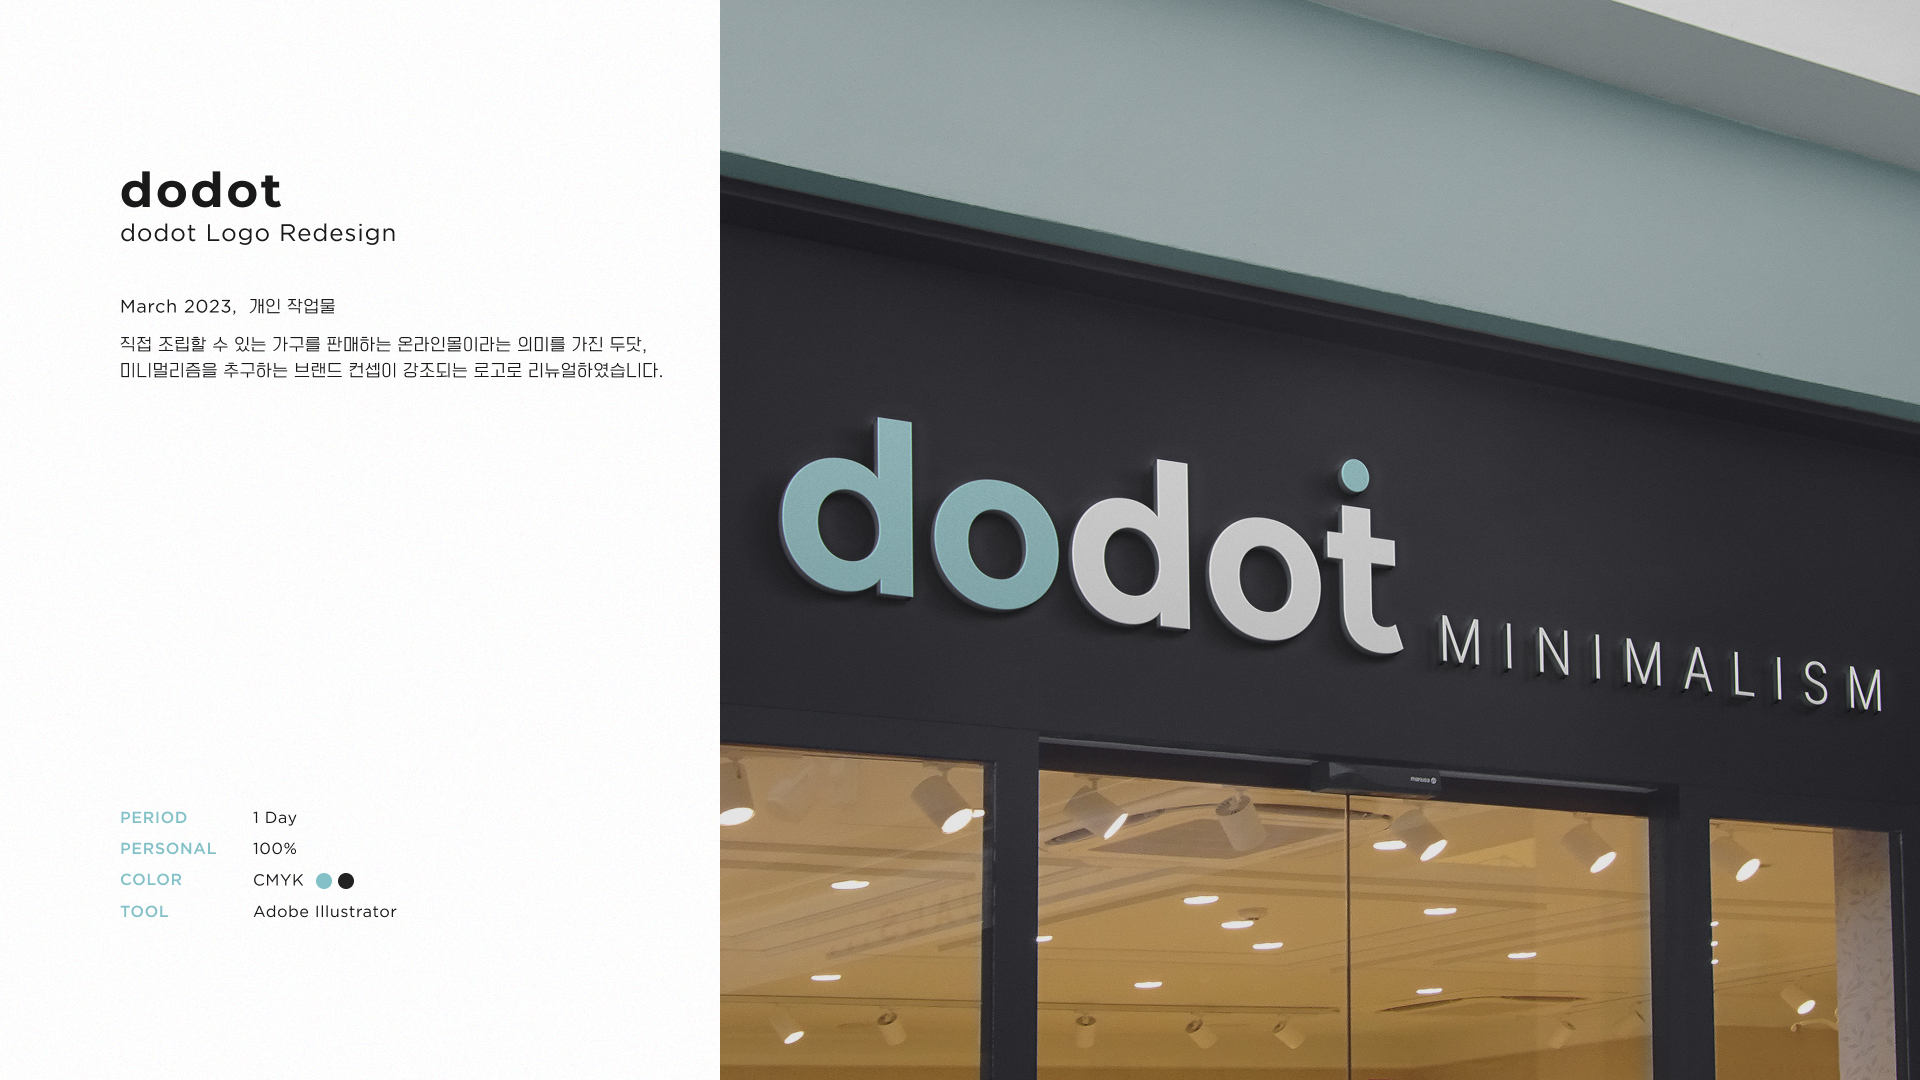 dodot
dodot Logo Redesign
March 2023, 개인 작업물
직접 조립할 수 있는 가구를 판매하는 온라인몰이라는 의미를 가진 두닷,
미니멀리즘을 추구하는 브랜드 컨셉이 강조되는 로고로 리뉴얼하였습니다.
PERIOD 1 Day
PERSONAL 100%
COLOR CMYK
TOOL Adobe Illustrator
dodot MINIMALISM